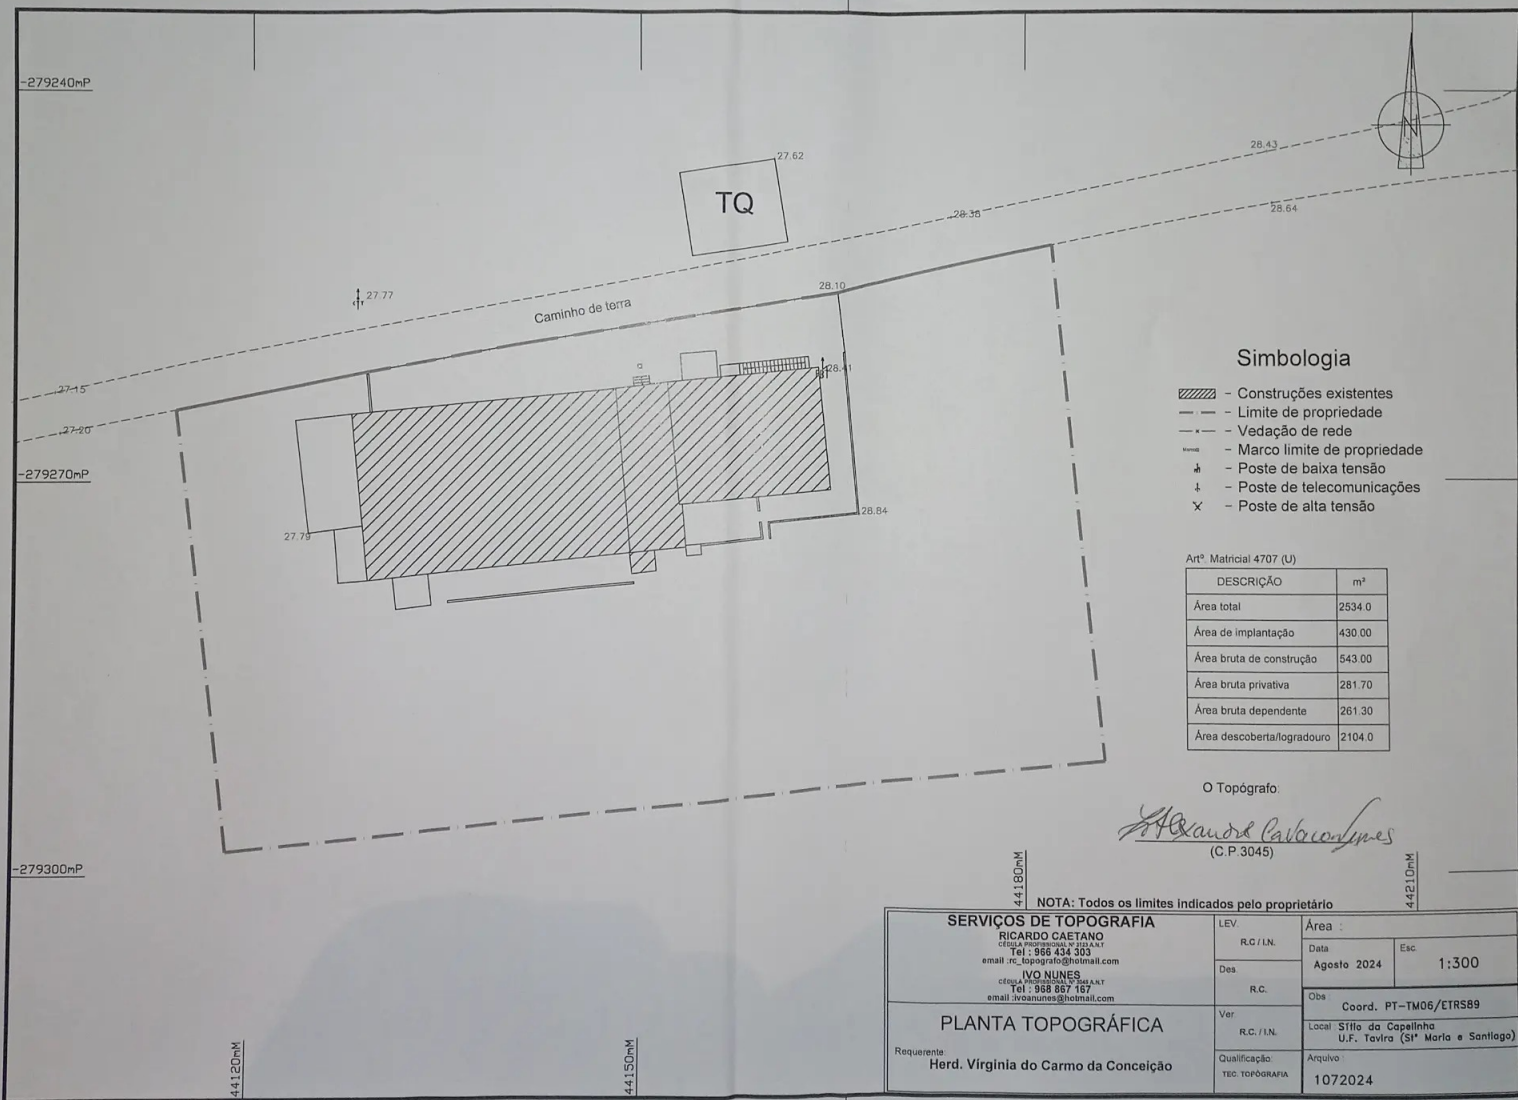 -279240mP
27.62
28.43
N
TQ
28.38
28.64
27.77
28.10
Caminho de terra
27.15
28.41
27.20
-279270mP
28.84
27.79
Simbologia
- Construções existentes
- Limite de propriedade
- Vedação de rede
- Marco limite de propriedade
- Poste de baixa tensão
- Poste de telecomunicações
- Poste de alta tensão
Artº. Matricial 4707 (U)
DESCRIÇÃO m²
Área total 2534.0
Área de implantação 430.00
Área bruta de construção 543.00
Área bruta privativa 281.70
Área bruta dependente 261.30
Área descoberta/logradouro 2104.0
O Topógrafo:
(C.P.3045)
-279300mP
44180mM
44210mM
NOTA: Todos os limites indicados pelo proprietário
SERVIÇOS DE TOPOGRAFIA
RICARDO CAETANO
Tel : 966 434 303
email :rc_topografo@hotmail.com
IVO NUNES
Tel : 968 867 167
email :ivoanunes@hotmail.com
LEV.
R.C / I.N.
Des.
R.C.
Ver.
R.C. / I.N.
Qualificação:
TEC. TOPÓGRAFIA
Área :
Data
Agosto 2024
Esc.
1:300
Obs
Coord. PT-TM06/ETRS89
Local Sítio da Capelinha
U.F. Tavira (Stª Maria e Santiago)
Arquivo :
1072024
PLANTA TOPOGRÁFICA
Requerente:
Herd. Virgínia do Carmo da Conceição
44120mM
44150mM